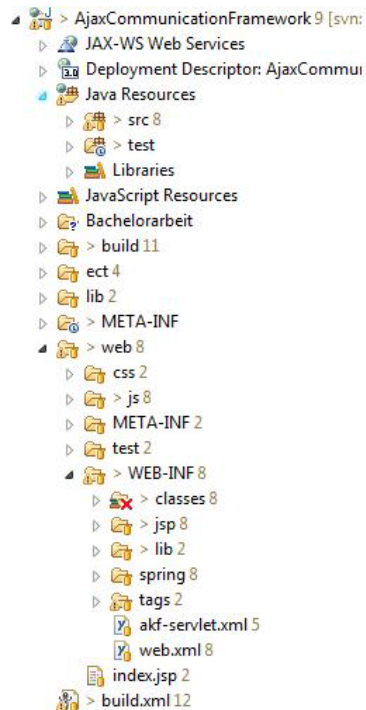 > AjaxCommunicationFramework 9 [svn:
JAX-WS Web Services
Deployment Descriptor: AjaxCommu
Java Resources
> src 8
> test
Libraries
JavaScript Resources
Bachelorarbeit
> build 11
ect 4
lib 2
> META-INF
> web 8
css 2
> js 8
META-INF 2
test 2
> WEB-INF 8
> classes 8
> jsp 8
> lib 2
spring 8
tags 2
akf-servlet.xml 5
web.xml 8
index.jsp 2
> build.xml 12